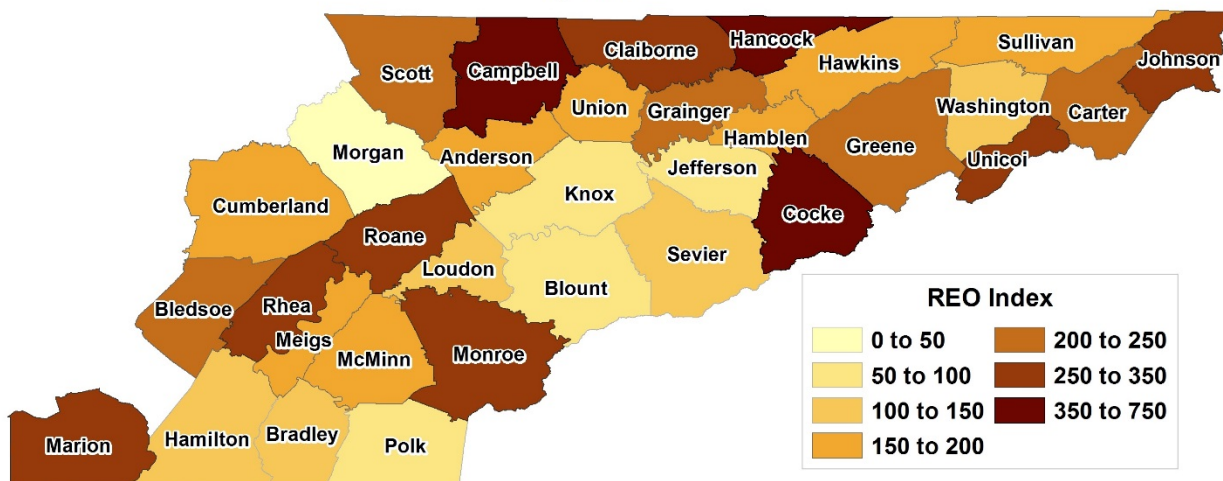 Scott
Campbell
Claiborne
Hancock
Hawkins
Sullivan
Johnson
Union
Grainger
Hamblen
Washington
Carter
Morgan
Anderson
Jefferson
Greene
Unicoi
Cumberland
Knox
Cocke
Roane
Loudon
Sevier
Bledsoe
Rhea
Blount
Meigs
McMinn
Monroe
Marion
Hamilton
Bradley
Polk
REO Index
0 to 50
50 to 100
100 to 150
150 to 200
200 to 250
250 to 350
350 to 750